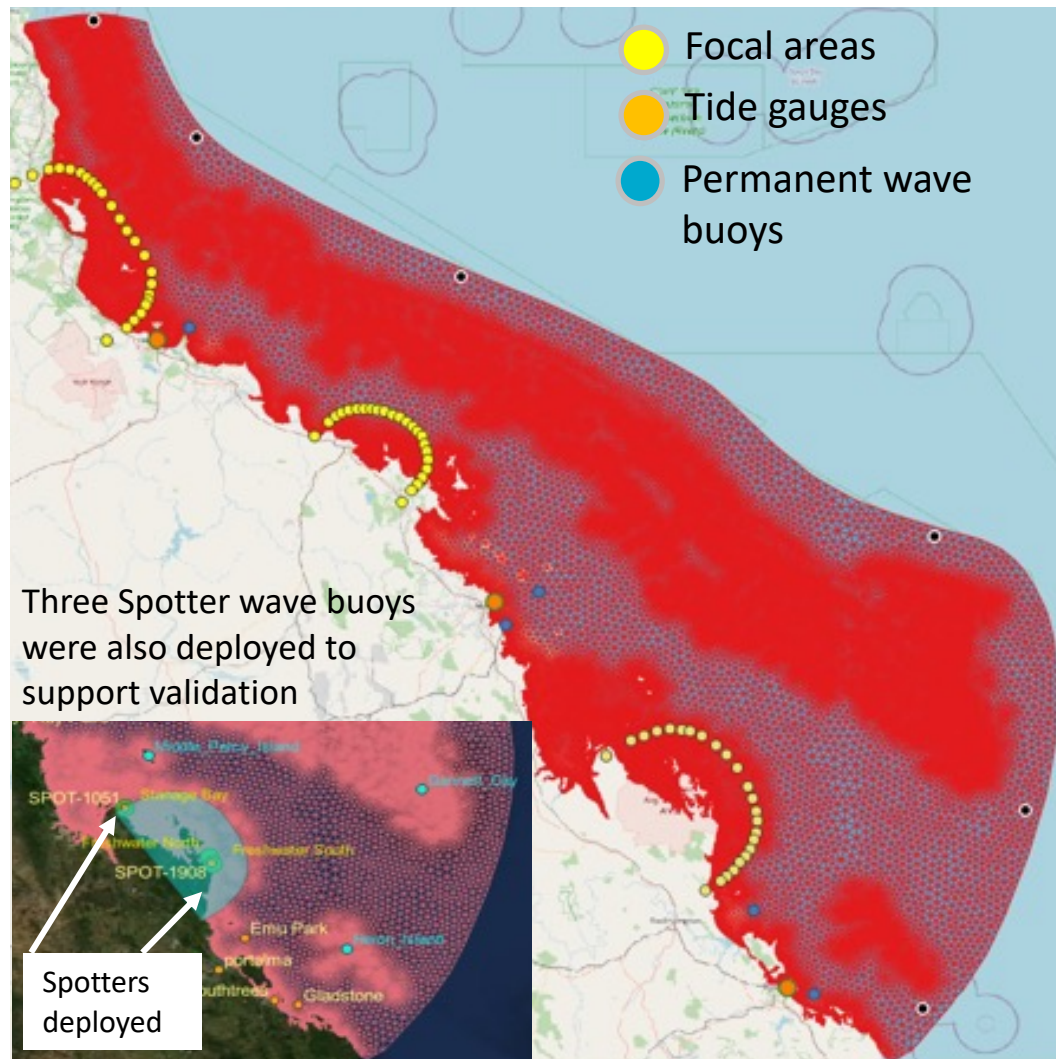 Focal areas
Tide gauges
Permanent wave
buoys
Three Spotter wave buoys
were also deployed to
support validation
Middle_Percy_Island
SPOT-1051
Stanage Bay
Freshwater North
Freshwater South
SPOT-1908
Emu Park
Heron_Island
portalma
Gladstone
Spotters
deployed